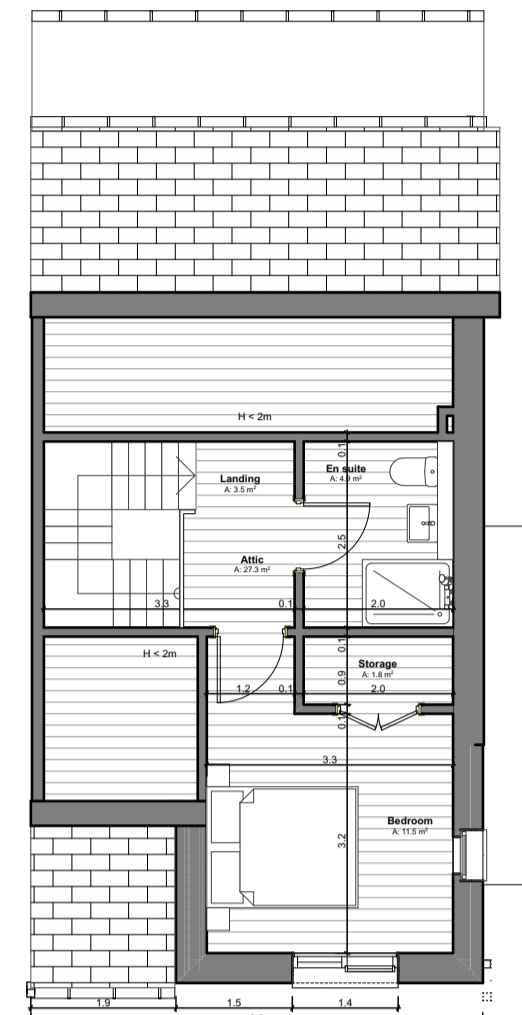 H < 2m
0.1
Landing
A: 3.5 m²
En suite
A: 4.9 m²
2.5
Attic
A: 27.3 m²
3.3
0.1
2.0
H < 2m
0.1
Storage
A: 1.8 m²
0.9
1.2
0.1
2.0
0.1
3.3
Bedroom
A: 11.5 m²
3.2
1.9
1.5
1.4